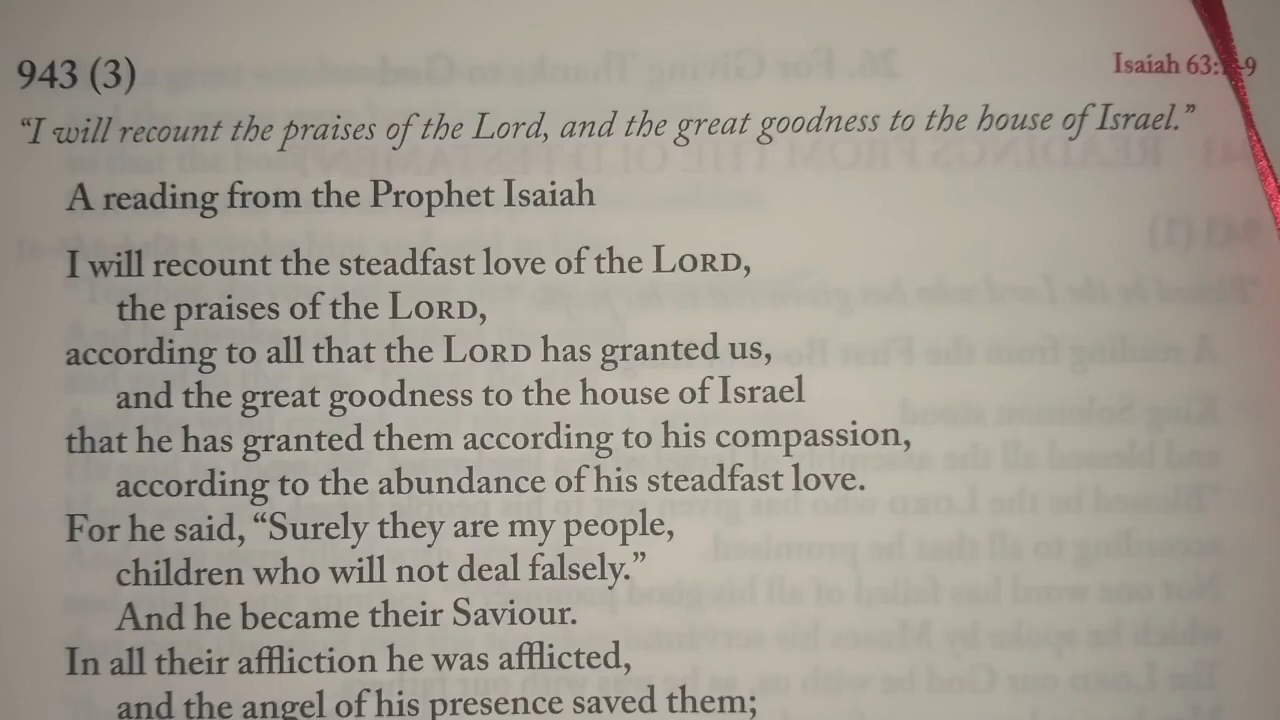 943 (3)
Isaiah 63:
“I will recount the praises of the Lord, and the great goodness to the house of Israel.”
A reading from the Prophet Isaiah
I will recount the steadfast love of the LORD,
the praises of the LORD,
according to all that the LORD has granted us,
and the great goodness to the house of Israel
that he has granted them according to his compassion,
according to the abundance of his steadfast love.
For he said, “Surely they are my people,
children who will not deal falsely.”
And he became their Saviour.
In all their affliction he was afflicted,
and the angel of his presence saved them;